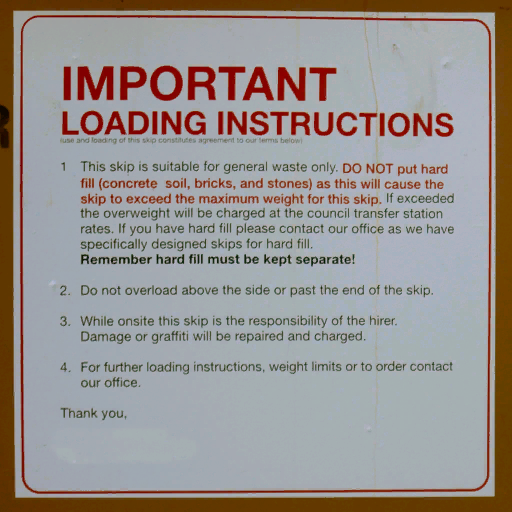 IMPORTANT
LOADING INSTRUCTIONS
(use and loading of this skip constitutes agreement to our terms below)
1 This skip is suitable for general waste only. DO NOT put hard
fill (concrete soil, bricks, and stones) as this will cause the
skip to exceed the maximum weight for this skip. If exceeded
the overweight will be charged at the council transfer station
rates. If you have hard fill please contact our office as we have
specifically designed skips for hard fill.
Remember hard fill must be kept separate!
2. Do not overload above the side or past the end of the skip.
3. While onsite this skip is the responsibility of the hirer.
Damage or graffiti will be repaired and charged.
4. For further loading instructions, weight limits or to order contact
our office.
Thank you,